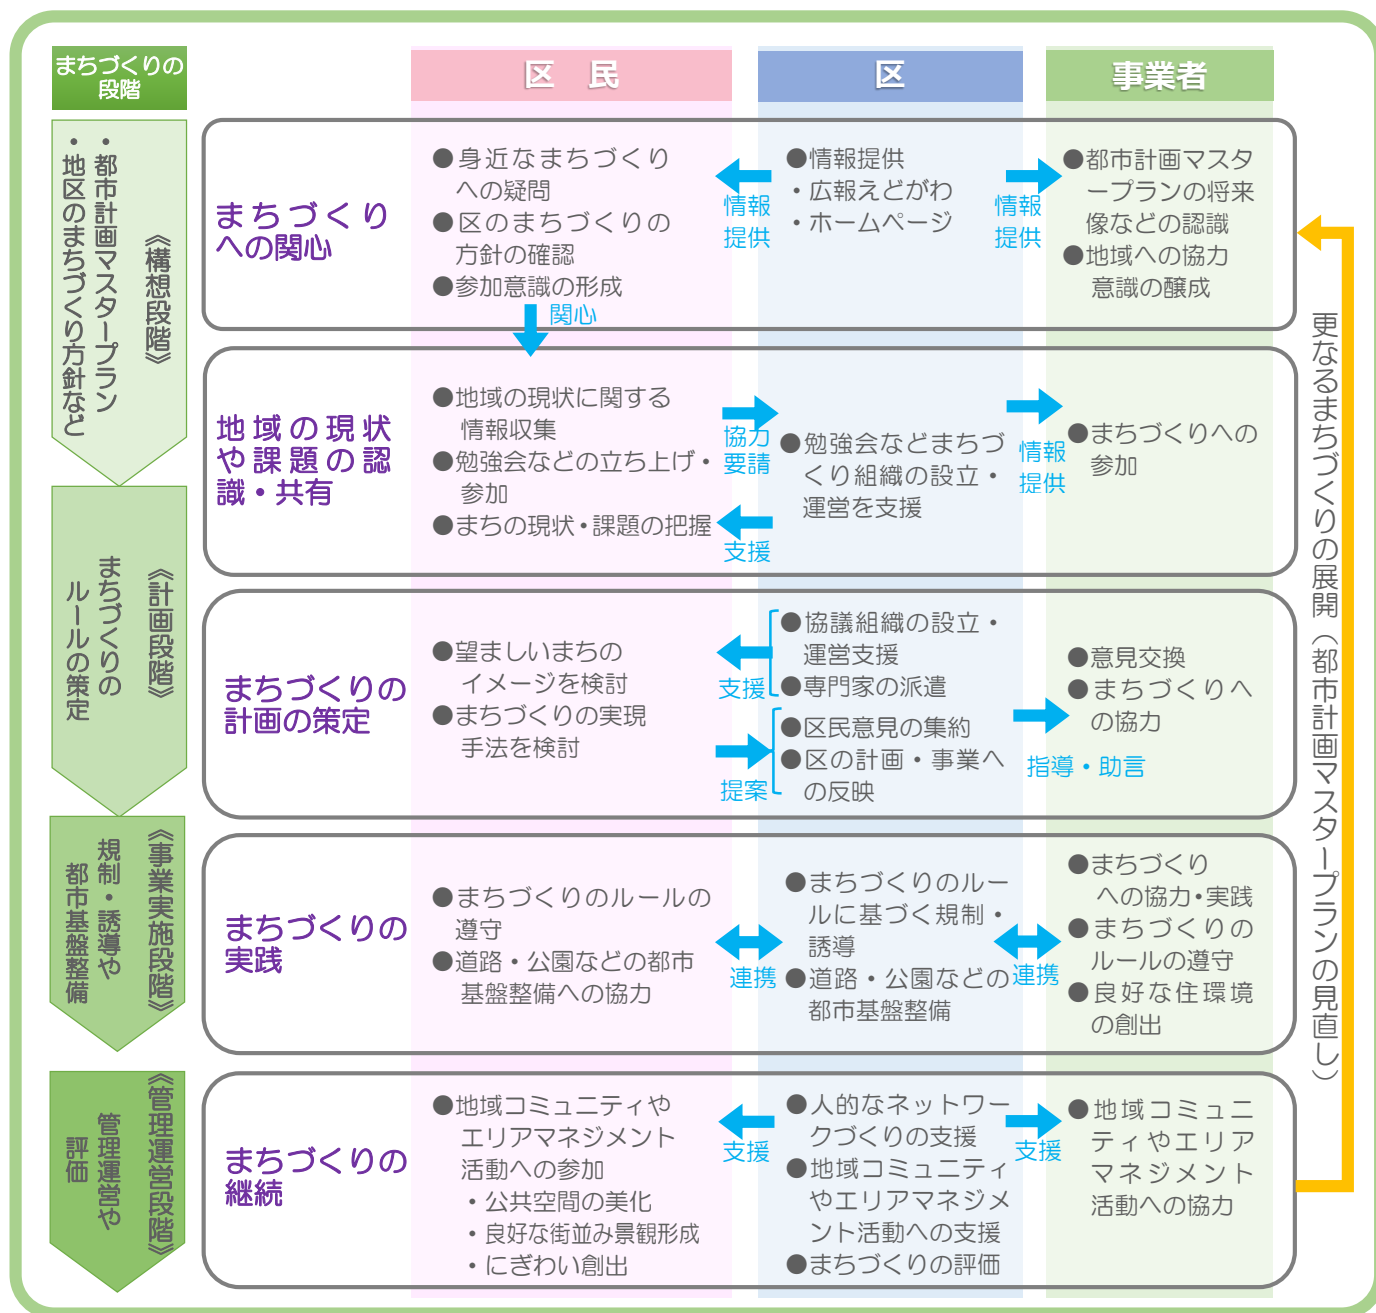 まちづくりの
段階
区　民
区
事業者
《構想段階》
・都市計画マスタープラン
・地区のまちづくり方針など
まちづくり
への関心
●身近なまちづくり
への疑問
●区のまちづくりの
方針の確認
●参加意識の形成
関心
情報
提供
●情報提供
・広報えどがわ
・ホームページ
情報
提供
●都市計画マスタ
ープランの将来
像などの認識
●地域への協力
意識の醸成
地域の現状
や課題の認
識・共有
●地域の現状に関する
情報収集
●勉強会などの立ち上げ・
参加
●まちの現状・課題の把握
協力
要請
支援
●勉強会などまちづ
くり組織の設立・
運営を支援
情報
提供
●まちづくりへの
参加
《計画段階》
まちづくりの
ルールの策定
まちづくりの
計画の策定
●望ましいまちの
イメージを検討
●まちづくりの実現
手法を検討
支援
提案
●協議組織の設立・
運営支援
●専門家の派遣
●区民意見の集約
●区の計画・事業へ
の反映
指導・助言
●意見交換
●まちづくりへ
の協力
《事業実施段階》
規制・誘導や
都市基盤整備
まちづくりの
実践
●まちづくりのルールの
遵守
●道路・公園などの都市
基盤整備への協力
連携
●まちづくりのルー
ルに基づく規制・
誘導
●道路・公園などの
都市基盤整備
連携
●まちづくり
への協力・実践
●まちづくりの
ルールの遵守
●良好な住環境
の創出
《管理運営段階》
管理運営や
評価
まちづくりの
継続
●地域コミュニティや
エリアマネジメント
活動への参加
・公共空間の美化
・良好な街並み景観形成
・にぎわい創出
支援
●人的なネットワー
クづくりの支援
●地域コミュニティ
やエリアマネジメ
ント活動への支援
●まちづくりの評価
支援
●地域コミュニ
ティやエリア
マネジメント
活動への協力
更なるまちづくりの展開（都市計画マスタープランの見直し）